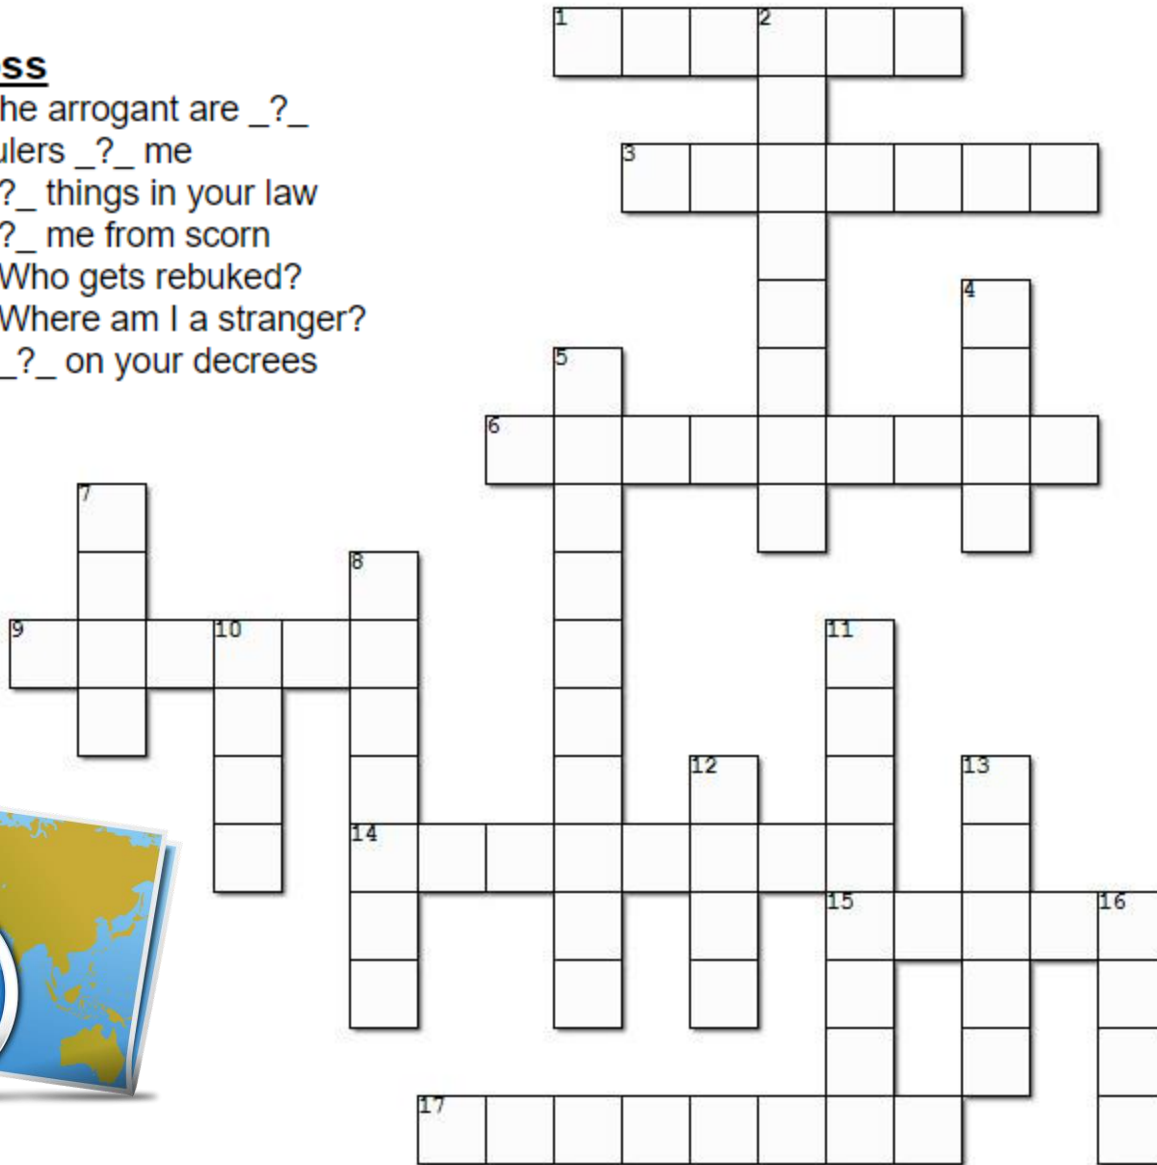 ss
he arrogant are _?_
ulers _?_ me
?_ things in your law
?_ me from scorn
Who gets rebuked?
Where am I a stranger?
_?_ on your decrees
1 2
3
4
5
6
7
8
9 10 11
12 13
14
15 16
17